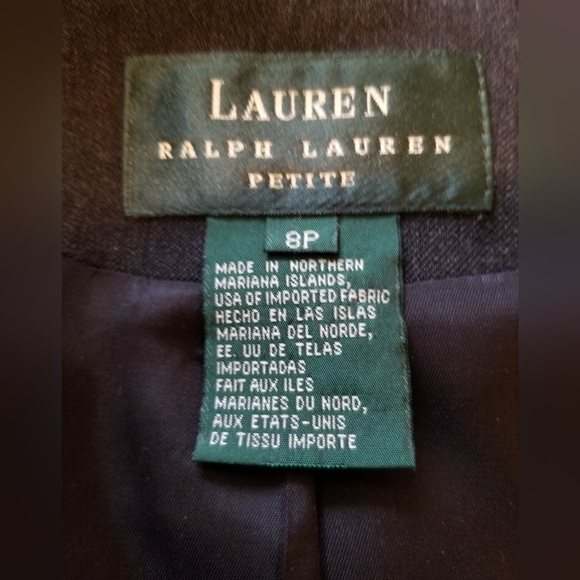 LAUREN
RALPH LAUREN
PETITE
8P
MADE IN NORTHERN
MARIANA ISLANDS,
USA OF IMPORTED FABRIC
HECHO EN LAS ISLAS
MARIANA DEL NORDE,
EE. UU DE TELAS
IMPORTADAS
FAIT AUX ILES
MARIANES DU NORD,
AUX ETATS-UNIS
DE TISSU IMPORTE